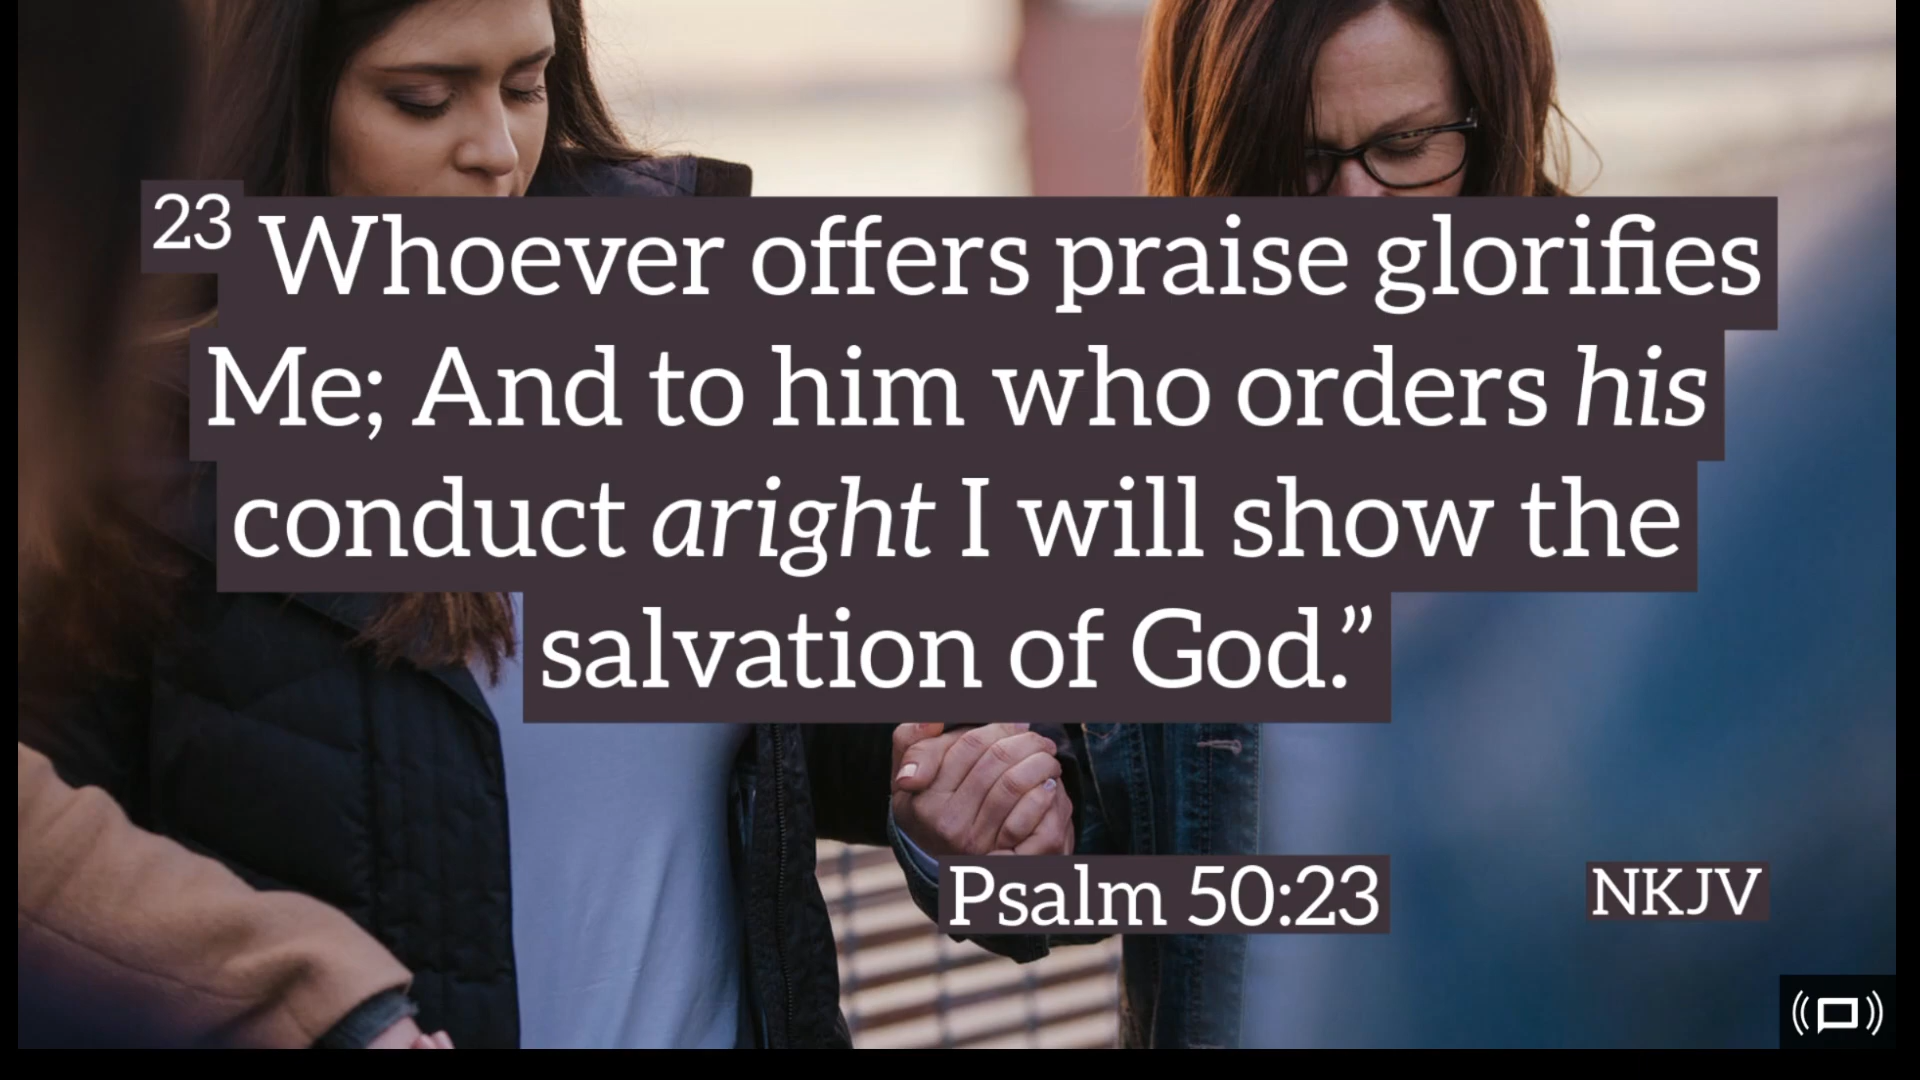 23 Whoever offers praise glorifies
Me; And to him who orders his
conduct aright I will show the
salvation of God.”
Psalm 50:23
NKJV